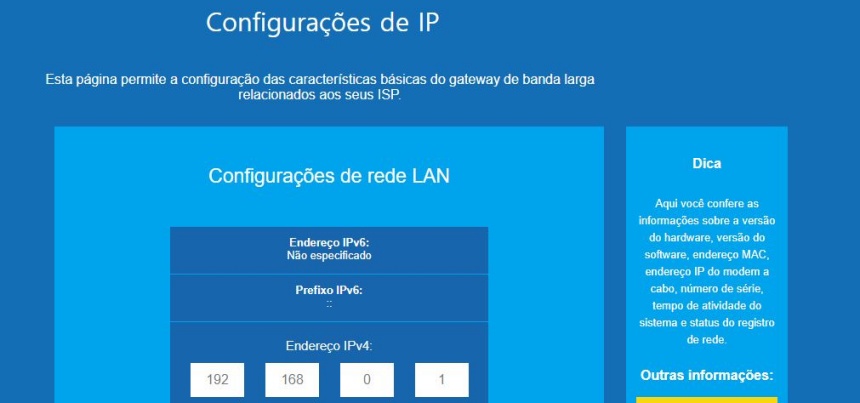 Configurações de IP
Esta página permite a configuração das características básicas do gateway de banda larga
relacionados aos seus ISP.
Configurações de rede LAN
Endereço IPv6:
Não especificado
Prefixo IPv6:
::
Endereço IPv4:
192 168 0 1
Dica
Aqui você confere as
informações sobre a versão
do hardware, versão do
software, endereço MAC,
endereço IP do modem a
cabo, número de série,
tempo de atividade do
sistema e status do registro
de rede.
Outras informações: